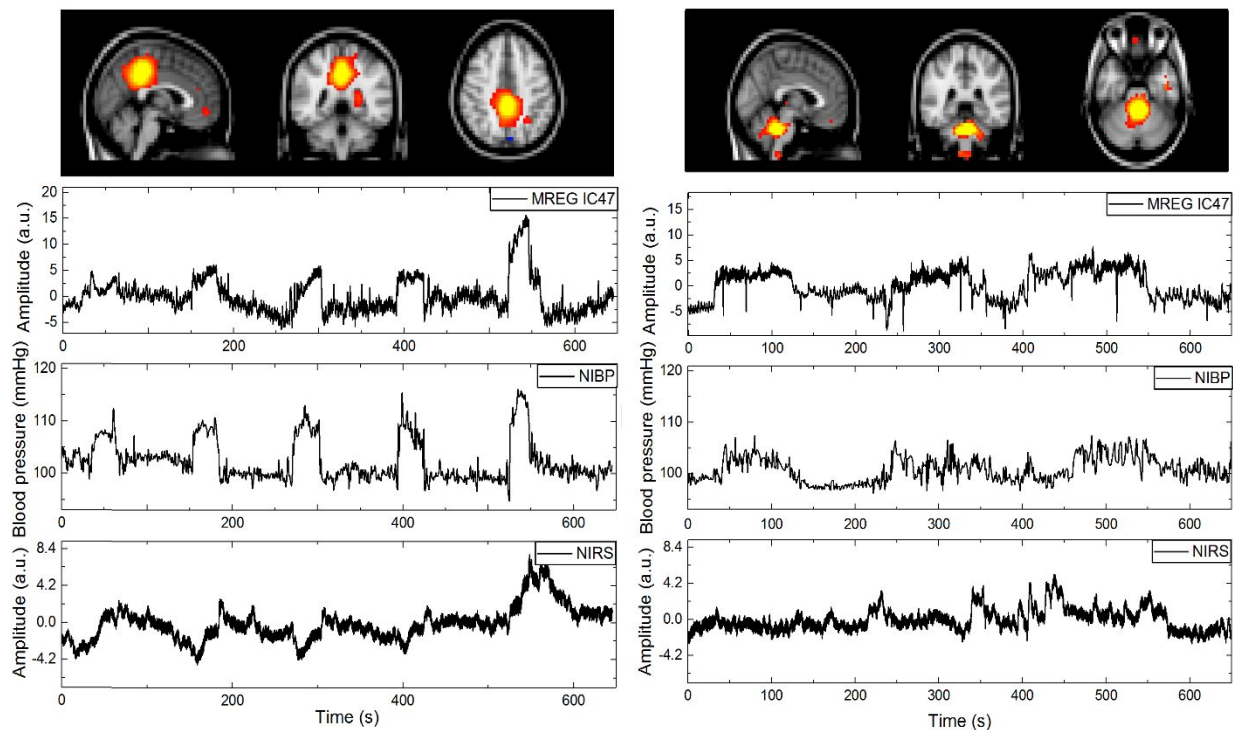 MREG IC47
Amplitude (a.u.)
20
15
10
5
0
-5
0 200 400 600
NIBP
Blood pressure (mmHg)
120
110
100
0 200 400 600
NIRS
Amplitude (a.u.)
8.4
4.2
0.0
-4.2
0 200 400 600
Time (s)
MREG IC47
Amplitude (a.u.)
15
10
5
0
-5
0 100 200 300 400 500 600
NIBP
Blood pressure (mmHg)
120
110
100
0 100 200 300 400 500 600
NIRS
Amplitude (a.u.)
8.4
4.2
0.0
-4.2
0 100 200 300 400 500 600
Time (s)